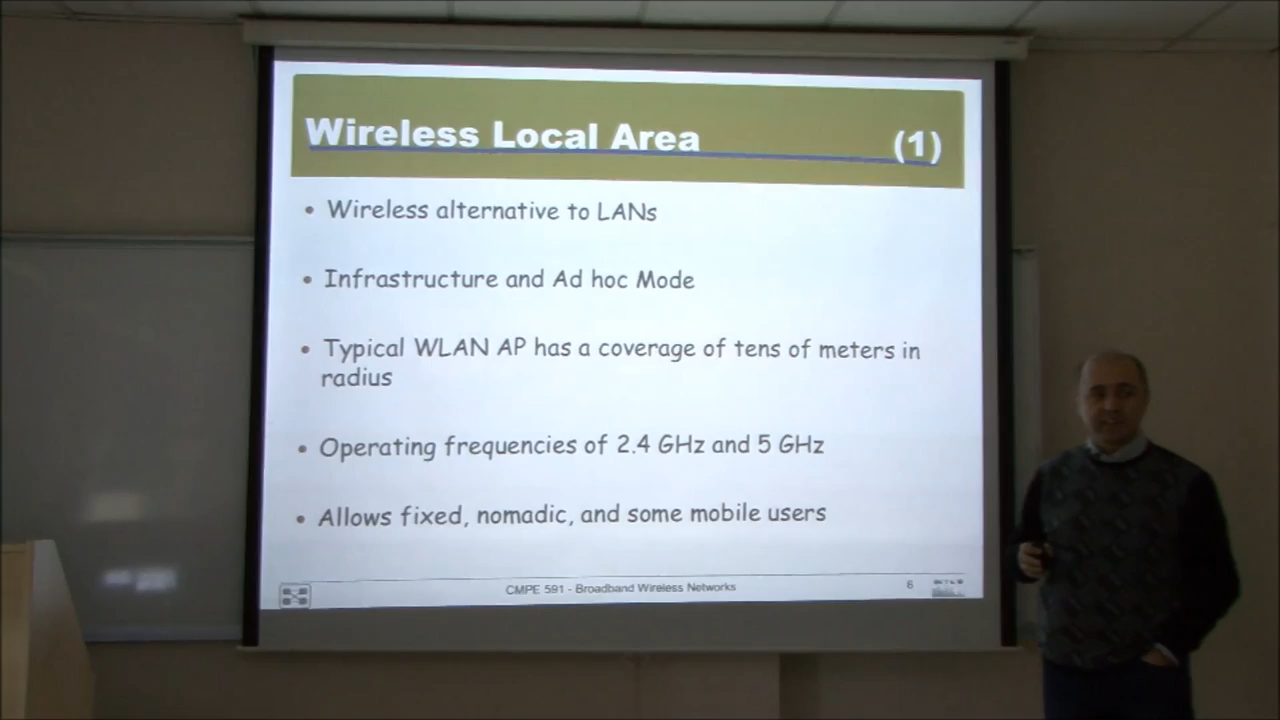 Wireless Local Area (1)
• Wireless alternative to LANs
• Infrastructure and Ad hoc Mode
• Typical WLAN AP has a coverage of tens of meters in
radius
• Operating frequencies of 2.4 GHz and 5 GHz
• Allows fixed, nomadic, and some mobile users
CMPE 591 - Broadband Wireless Networks 6